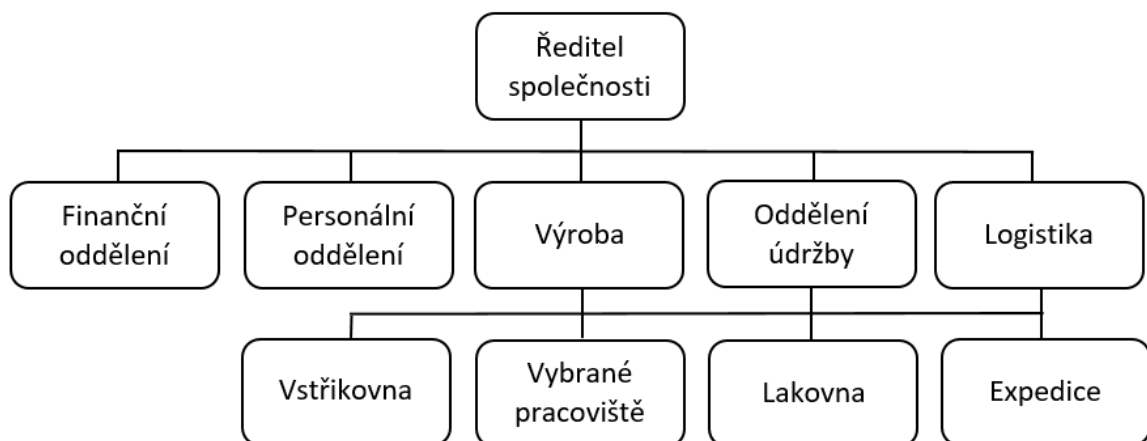 Ředitel
společnosti
Finanční
oddělení
Personální
oddělení
Výroba
Oddělení
údržby
Logistika
Vstřikovna
Vybrané
pracoviště
Lakovna
Expedice